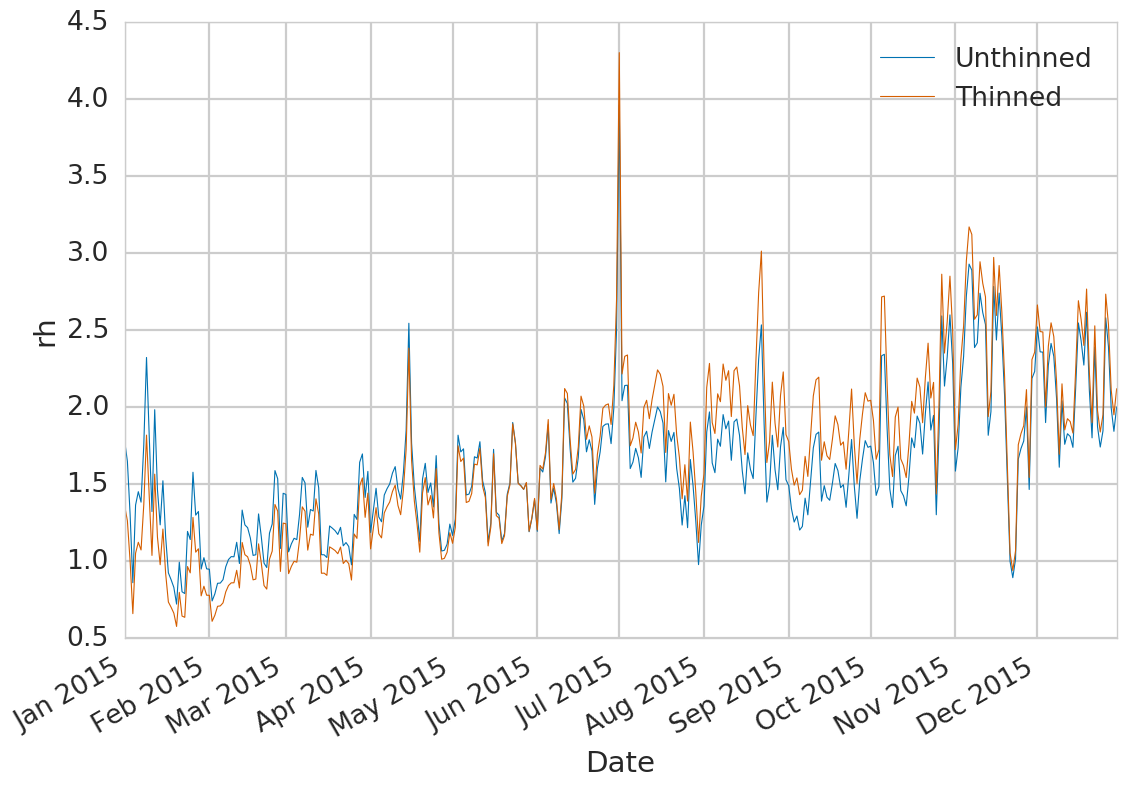 4.5
4.0
3.5
3.0
2.5
2.0
1.5
1.0
0.5
rh
Unthinned
Thinned
Jan 2015
Feb 2015
Mar 2015
Apr 2015
May 2015
Jun 2015
Jul 2015
Aug 2015
Sep 2015
Oct 2015
Nov 2015
Dec 2015
Date